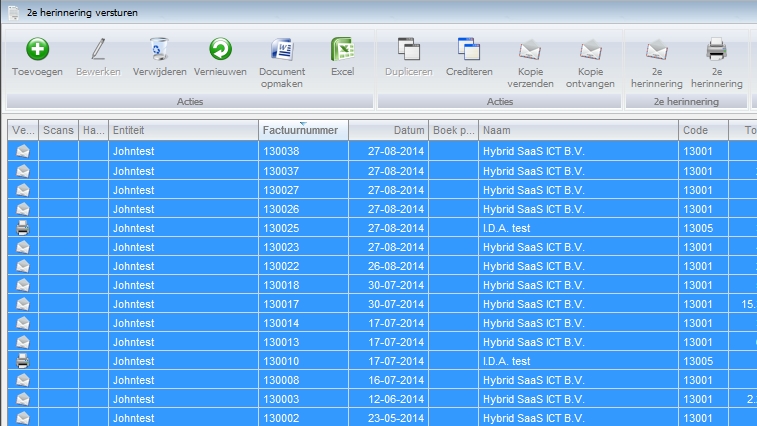 2e herinnering versturen
Toevoegen Bewerken Verwijderen Vernieuwen Document opmaken Excel Dupliceren Crediteren Kopie verzenden Kopie ontvangen 2e herinnering 2e herinnering
Acties Acties 2e herinnering
Ve... Scans Ha... Entiteit Factuurnummer Datum Boek p... Naam Code To
Johntest 130038 27-08-2014 Hybrid SaaS ICT B.V. 13001
Johntest 130037 27-08-2014 Hybrid SaaS ICT B.V. 13001
Johntest 130027 27-08-2014 Hybrid SaaS ICT B.V. 13001
Johntest 130026 27-08-2014 Hybrid SaaS ICT B.V. 13001
Johntest 130025 27-08-2014 I.D.A. test 13005
Johntest 130023 27-08-2014 Hybrid SaaS ICT B.V. 13001
Johntest 130022 26-08-2014 Hybrid SaaS ICT B.V. 13001
Johntest 130018 30-07-2014 Hybrid SaaS ICT B.V. 13001
Johntest 130017 30-07-2014 Hybrid SaaS ICT B.V. 13001 15.
Johntest 130014 17-07-2014 Hybrid SaaS ICT B.V. 13001
Johntest 130013 17-07-2014 Hybrid SaaS ICT B.V. 13001
Johntest 130010 17-07-2014 I.D.A. test 13005
Johntest 130008 16-07-2014 Hybrid SaaS ICT B.V. 13001
Johntest 130003 12-06-2014 Hybrid SaaS ICT B.V. 13001 2.
Johntest 130002 23-05-2014 Hybrid SaaS ICT B.V. 13001